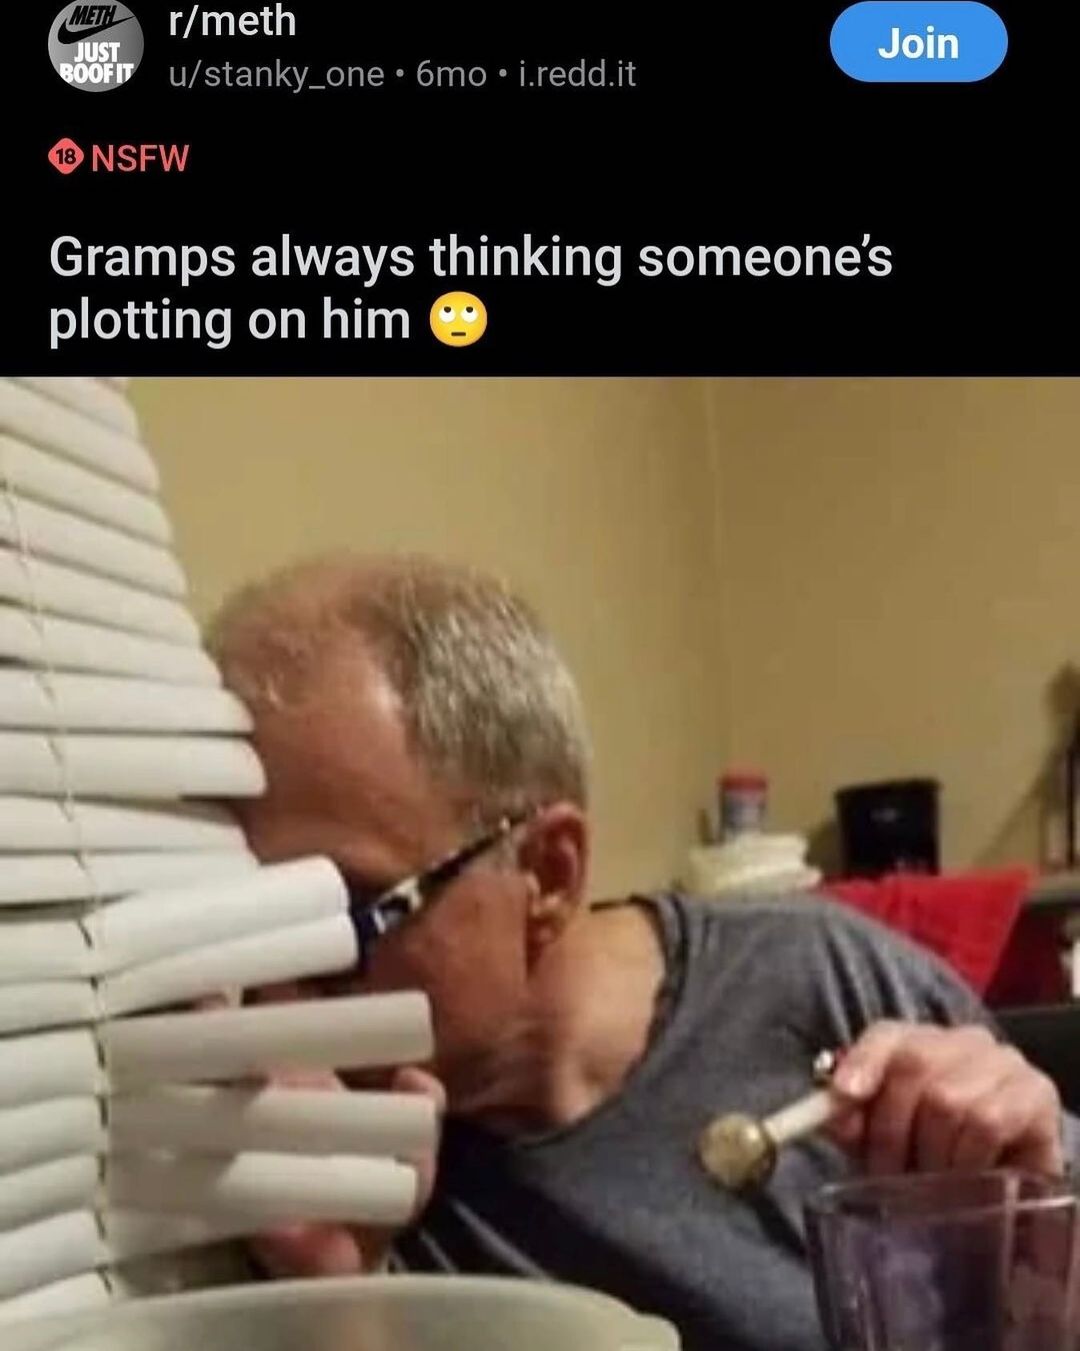 METH
JUST
BOOF IT
r/meth
Join
u/stanky_one • 6mo • i.redd.it
18 NSFW
Gramps always thinking someone's
plotting on him 🙄